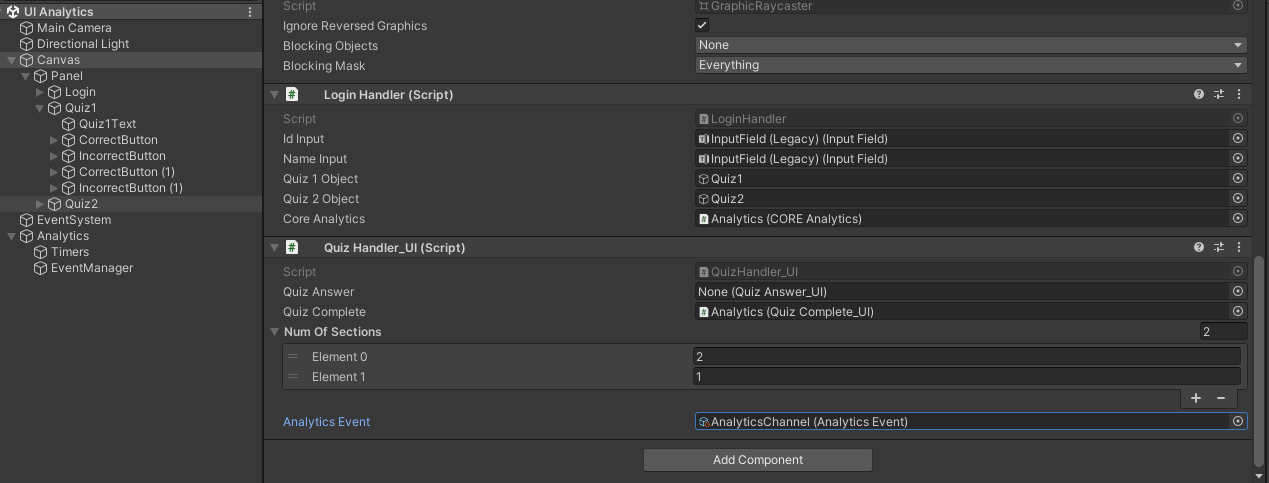 UI Analytics
Main Camera
Directional Light
Canvas
Panel
Login
Quiz1
Quiz1Text
CorrectButton
IncorrectButton
CorrectButton (1)
IncorrectButton (1)
Quiz2
EventSystem
Analytics
Timers
EventManager
Script GraphicRaycaster
Ignore Reversed Graphics
Blocking Objects None
Blocking Mask Everything
# Login Handler (Script)
Script # LoginHandler
Id Input InputField (Legacy) (Input Field)
Name Input InputField (Legacy) (Input Field)
Quiz 1 Object Quiz1
Quiz 2 Object Quiz2
Core Analytics # Analytics (CORE Analytics)
# Quiz Handler_UI (Script)
Script # QuizHandler_UI
Quiz Answer None (Quiz Answer_UI)
Quiz Complete # Analytics (Quiz Complete_UI)
Num Of Sections 2
Element 0 2
Element 1 1
+ −
Analytics Event AnalyticsChannel (Analytics Event)
Add Component